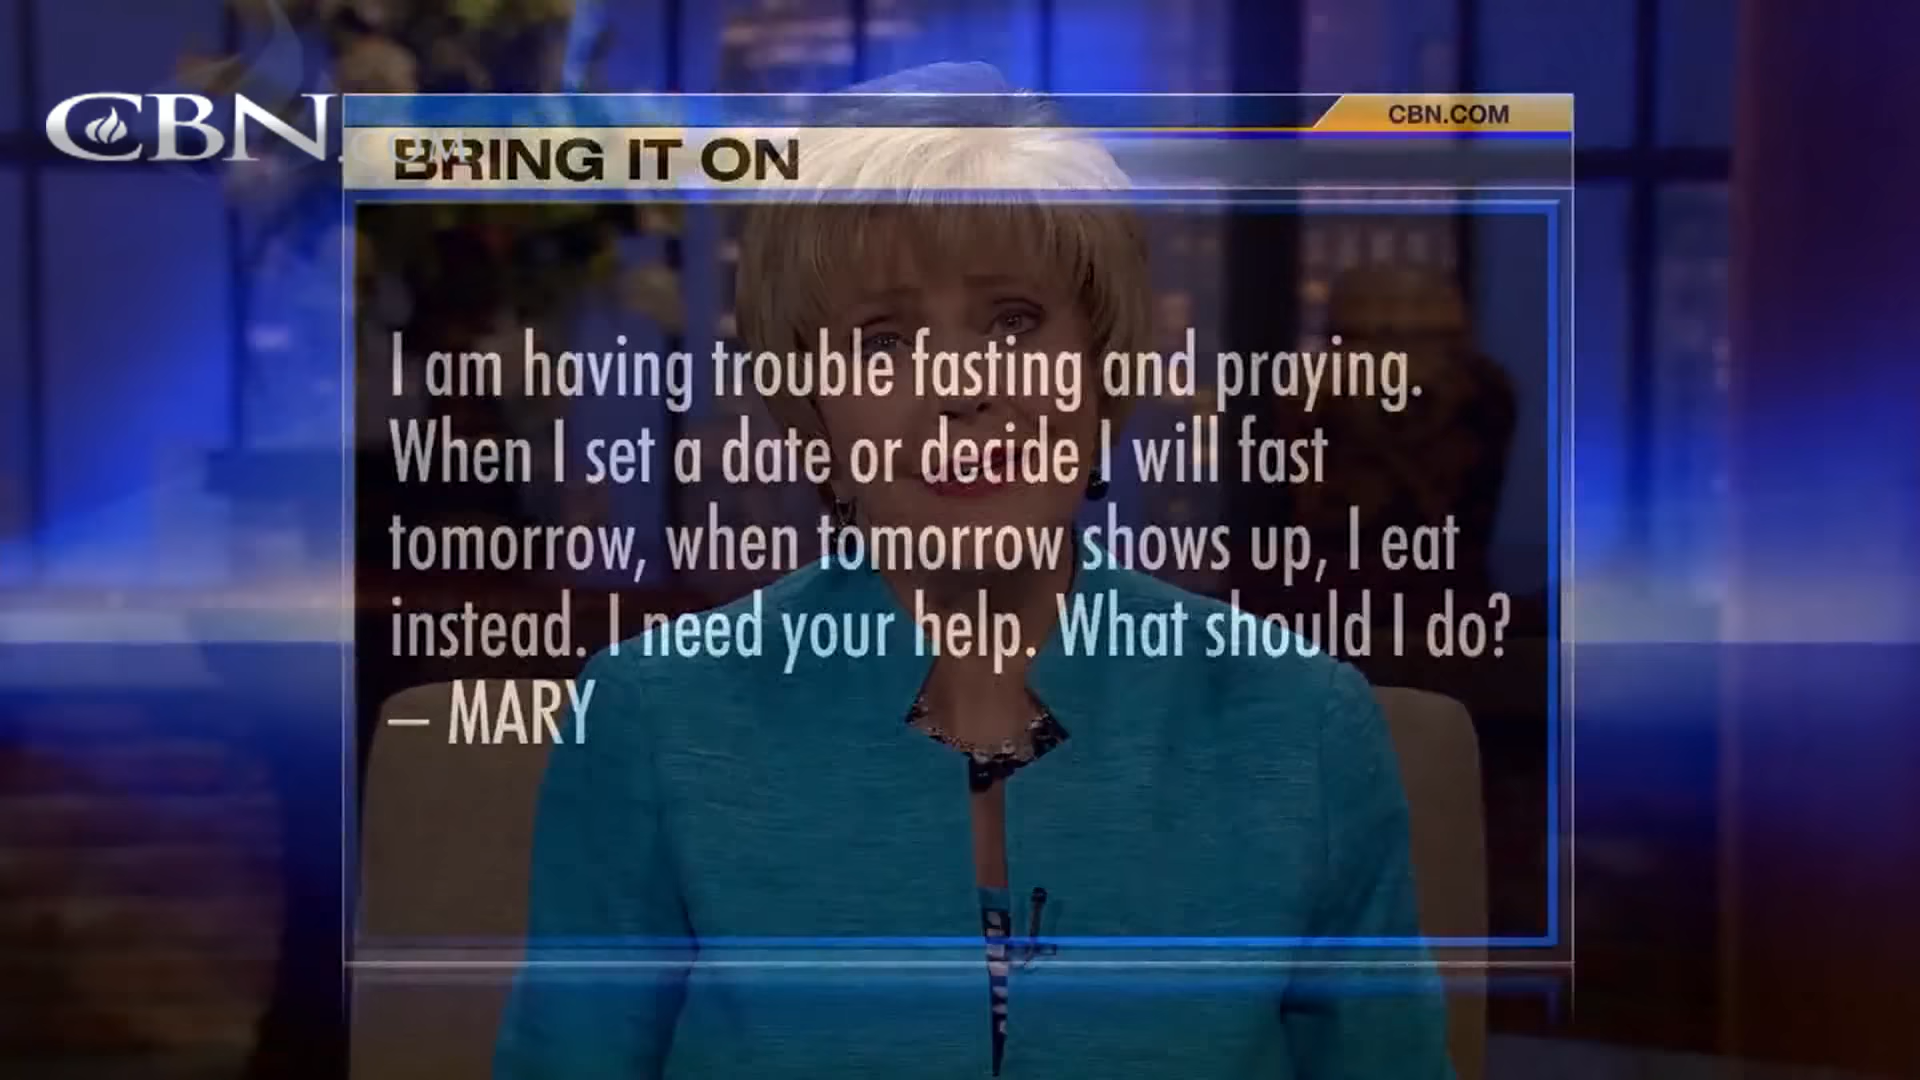 CBN.COM
CBN.COM
BRING IT ON
I am having trouble fasting and praying.
When I set a date or decide I will fast
tomorrow, when tomorrow shows up, I eat
instead. I need your help. What should I do?
– MARY